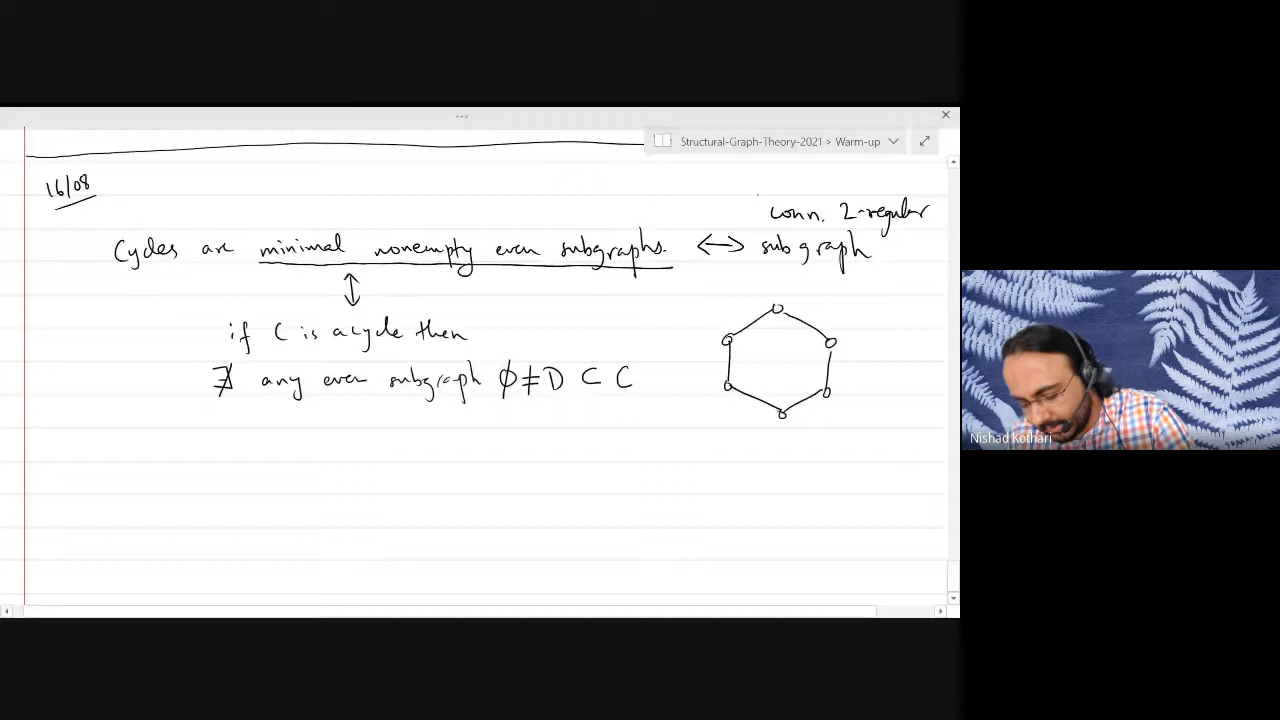 Structural-Graph-Theory-2021 > Warm-up
16/08
conn. 2-regular
Cycles are minimal nonempty even subgraphs. ⟷ subgraph
↕
if C is a cycle then
∄ any even subgraph ∅ ≠ D ⊂ C
Nishad Kothari